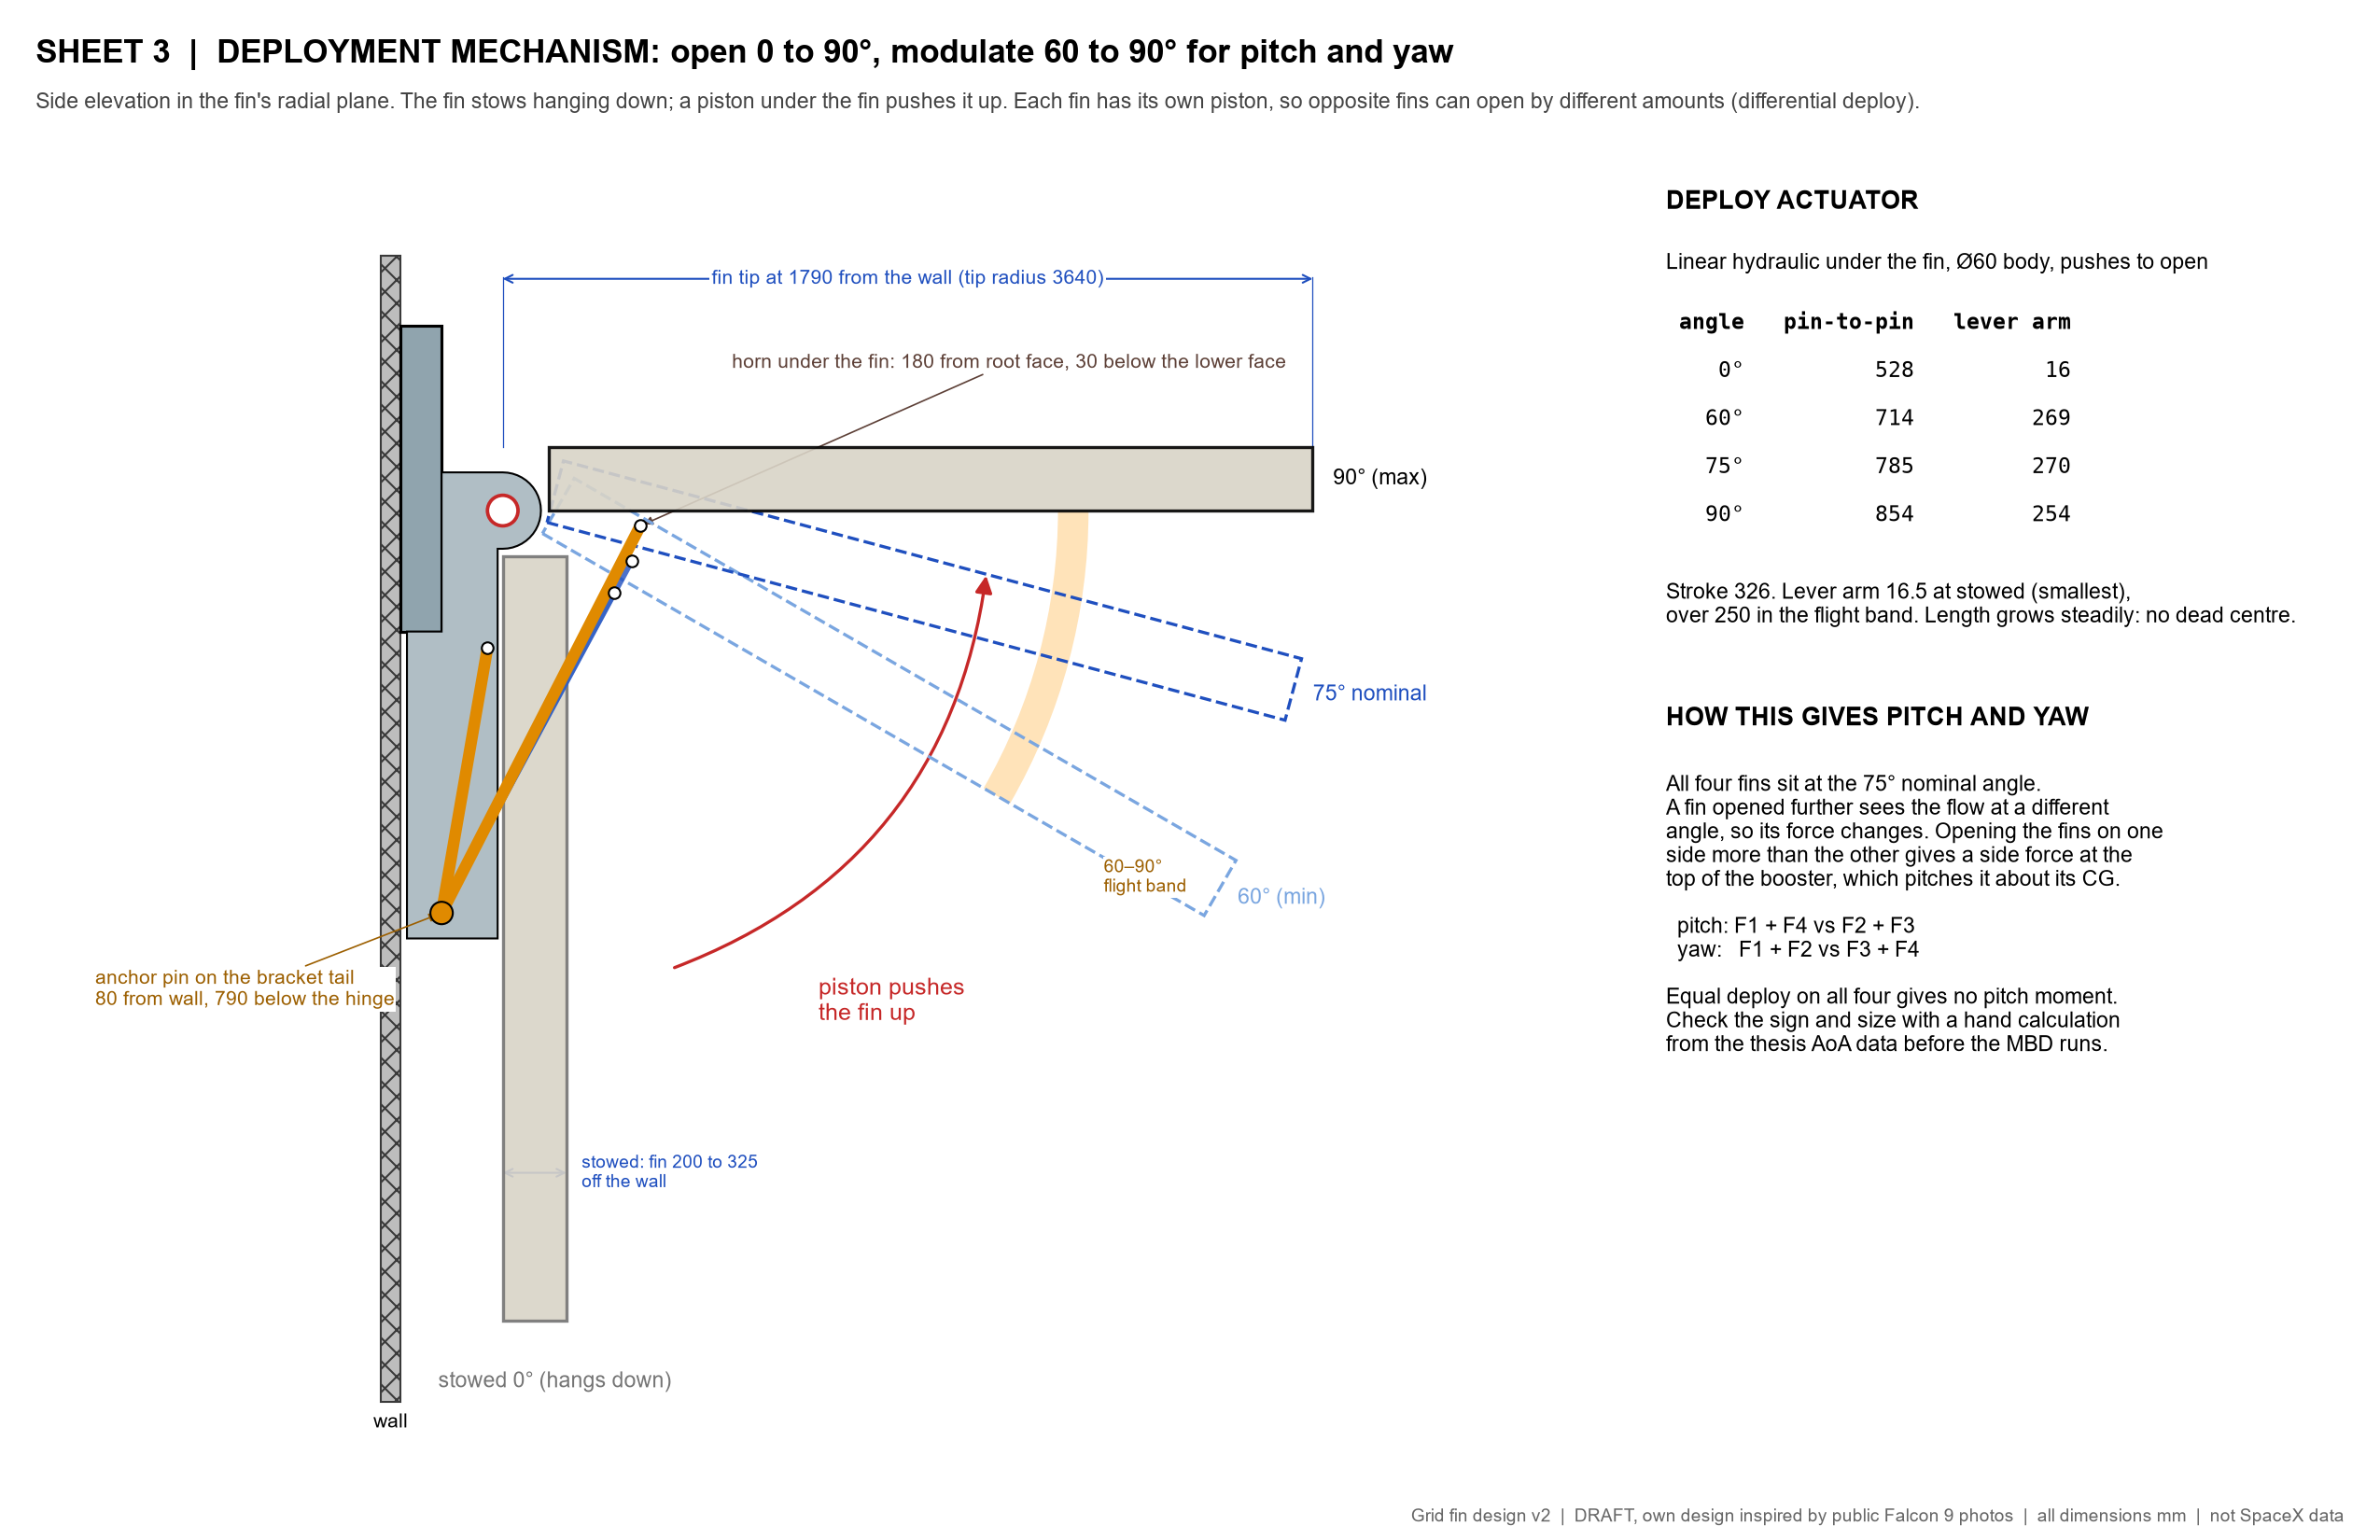 SHEET 3 | DEPLOYMENT MECHANISM: open 0 to 90°, modulate 60 to 90° for pitch and yaw
Side elevation in the fin's radial plane. The fin stows hanging down; a piston under the fin pushes it up. Each fin has its own piston, so opposite fins can open by different amounts (differential deploy).
fin tip at 1790 from the wall (tip radius 3640)
horn under the fin: 180 from root face, 30 below the lower face
90° (max)
75° nominal
60–90°
flight band
60° (min)
anchor pin on the bracket tail
80 from wall, 790 below the hinge
piston pushes
the fin up
stowed: fin 200 to 325
off the wall
stowed 0° (hangs down)
wall
DEPLOY ACTUATOR
Linear hydraulic under the fin, Ø60 body, pushes to open
angle pin-to-pin lever arm
0° 528 16
60° 714 269
75° 785 270
90° 854 254
Stroke 326. Lever arm 16.5 at stowed (smallest),
over 250 in the flight band. Length grows steadily: no dead centre.
HOW THIS GIVES PITCH AND YAW
All four fins sit at the 75° nominal angle.
A fin opened further sees the flow at a different
angle, so its force changes. Opening the fins on one
side more than the other gives a side force at the
top of the booster, which pitches it about its CG.
pitch: F1 + F4 vs F2 + F3
yaw: F1 + F2 vs F3 + F4
Equal deploy on all four gives no pitch moment.
Check the sign and size with a hand calculation
from the thesis AoA data before the MBD runs.
Grid fin design v2 | DRAFT, own design inspired by public Falcon 9 photos | all dimensions mm | not SpaceX data